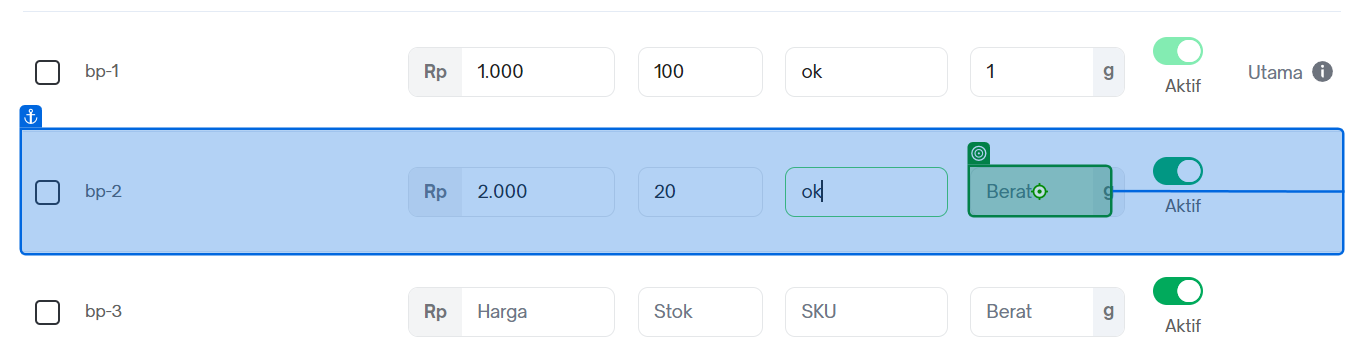 bp-1 Rp 1.000 100 ok 1 g Aktif Utama
bp-2 Rp 2.000 20 ok Berat g Aktif
bp-3 Rp Harga Stok SKU Berat g Aktif